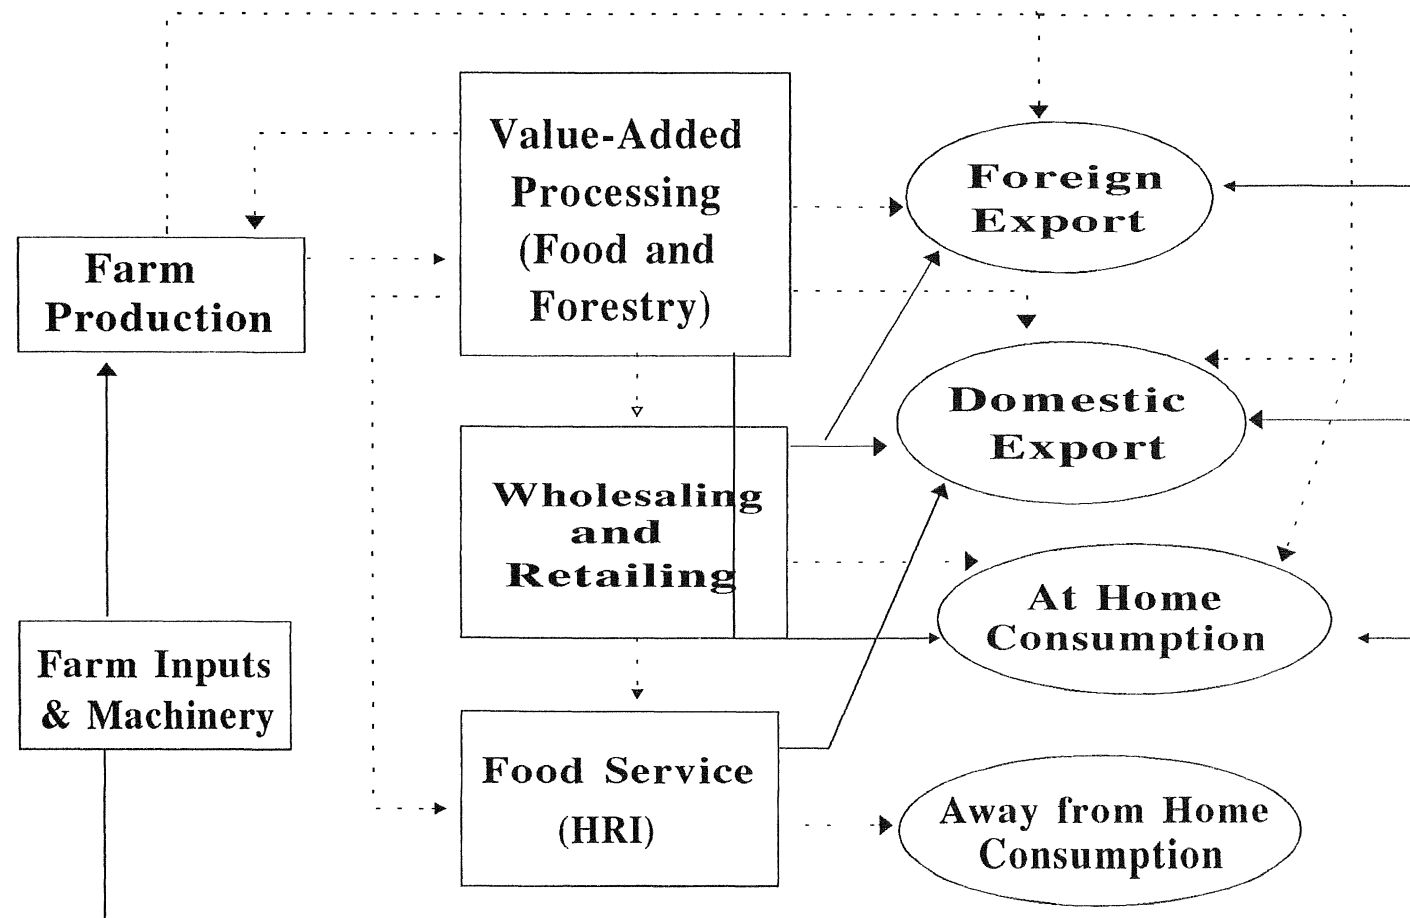 Value-Added
Processing
(Food and
Forestry)
Foreign
Export
Farm
Production
Domestic
Export
Wholesaling
and
Retailing
At Home
Consumption
Farm Inputs
& Machinery
Food Service
(HRI)
Away from Home
Consumption